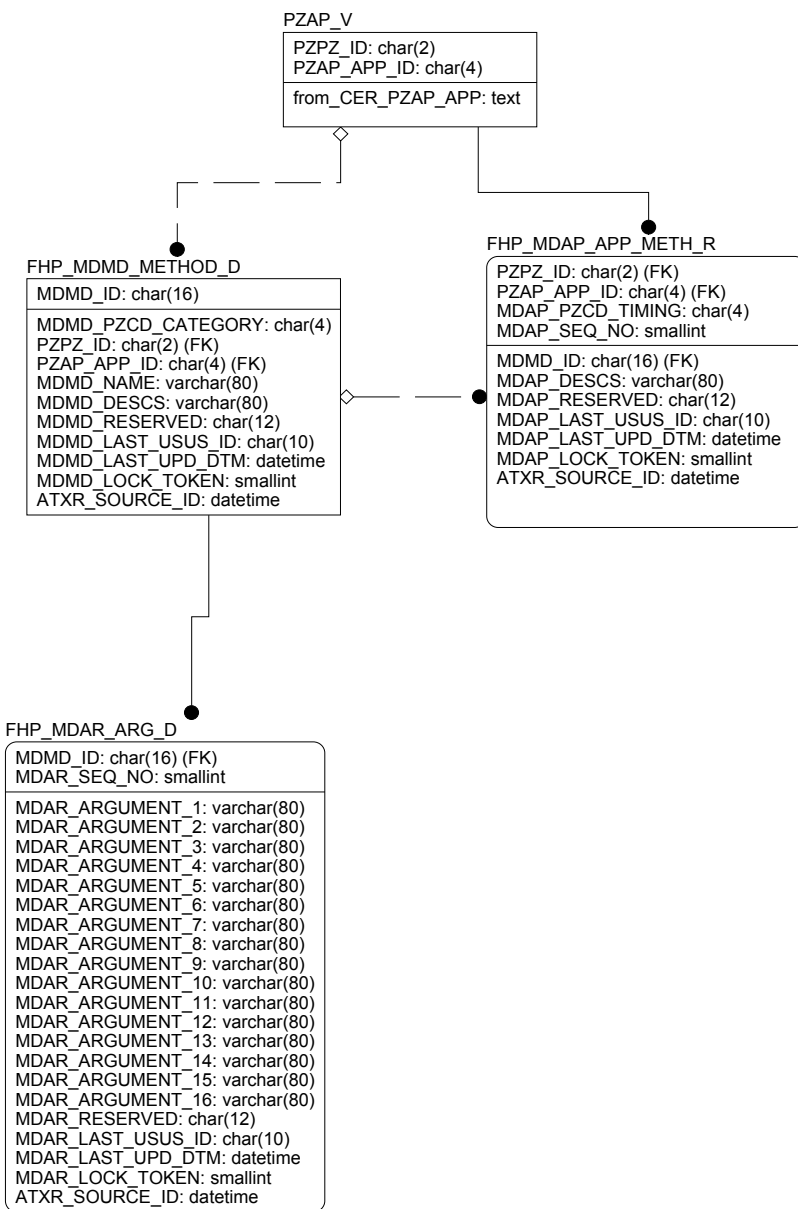 PZAP_V
PZPZ_ID: char(2)
PZAP_APP_ID: char(4)
from_CER_PZAP_APP: text
FHP_MDMD_METHOD_D
MDMD_ID: char(16)
MDMD_PZCD_CATEGORY: char(4)
PZPZ_ID: char(2) (FK)
PZAP_APP_ID: char(4) (FK)
MDMD_NAME: varchar(80)
MDMD_DESCS: varchar(80)
MDMD_RESERVED: char(12)
MDMD_LAST_USUS_ID: char(10)
MDMD_LAST_UPD_DTM: datetime
MDMD_LOCK_TOKEN: smallint
ATXR_SOURCE_ID: datetime
FHP_MDAP_APP_METH_R
PZPZ_ID: char(2) (FK)
PZAP_APP_ID: char(4) (FK)
MDAP_PZCD_TIMING: char(4)
MDAP_SEQ_NO: smallint
MDMD_ID: char(16) (FK)
MDAP_DESCS: varchar(80)
MDAP_RESERVED: char(12)
MDAP_LAST_USUS_ID: char(10)
MDAP_LAST_UPD_DTM: datetime
MDAP_LOCK_TOKEN: smallint
ATXR_SOURCE_ID: datetime
FHP_MDAR_ARG_D
MDMD_ID: char(16) (FK)
MDAR_SEQ_NO: smallint
MDAR_ARGUMENT_1: varchar(80)
MDAR_ARGUMENT_2: varchar(80)
MDAR_ARGUMENT_3: varchar(80)
MDAR_ARGUMENT_4: varchar(80)
MDAR_ARGUMENT_5: varchar(80)
MDAR_ARGUMENT_6: varchar(80)
MDAR_ARGUMENT_7: varchar(80)
MDAR_ARGUMENT_8: varchar(80)
MDAR_ARGUMENT_9: varchar(80)
MDAR_ARGUMENT_10: varchar(80)
MDAR_ARGUMENT_11: varchar(80)
MDAR_ARGUMENT_12: varchar(80)
MDAR_ARGUMENT_13: varchar(80)
MDAR_ARGUMENT_14: varchar(80)
MDAR_ARGUMENT_15: varchar(80)
MDAR_ARGUMENT_16: varchar(80)
MDAR_RESERVED: char(12)
MDAR_LAST_USUS_ID: char(10)
MDAR_LAST_UPD_DTM: datetime
MDAR_LOCK_TOKEN: smallint
ATXR_SOURCE_ID: datetime